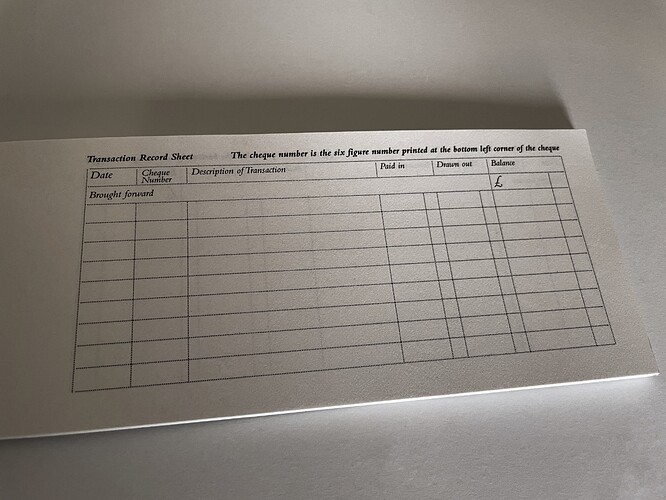 Transaction Record Sheet The cheque number is the six figure number printed at the bottom left corner of the cheque
Date Cheque Number Description of Transaction Paid in Drawn out Balance
Brought forward £